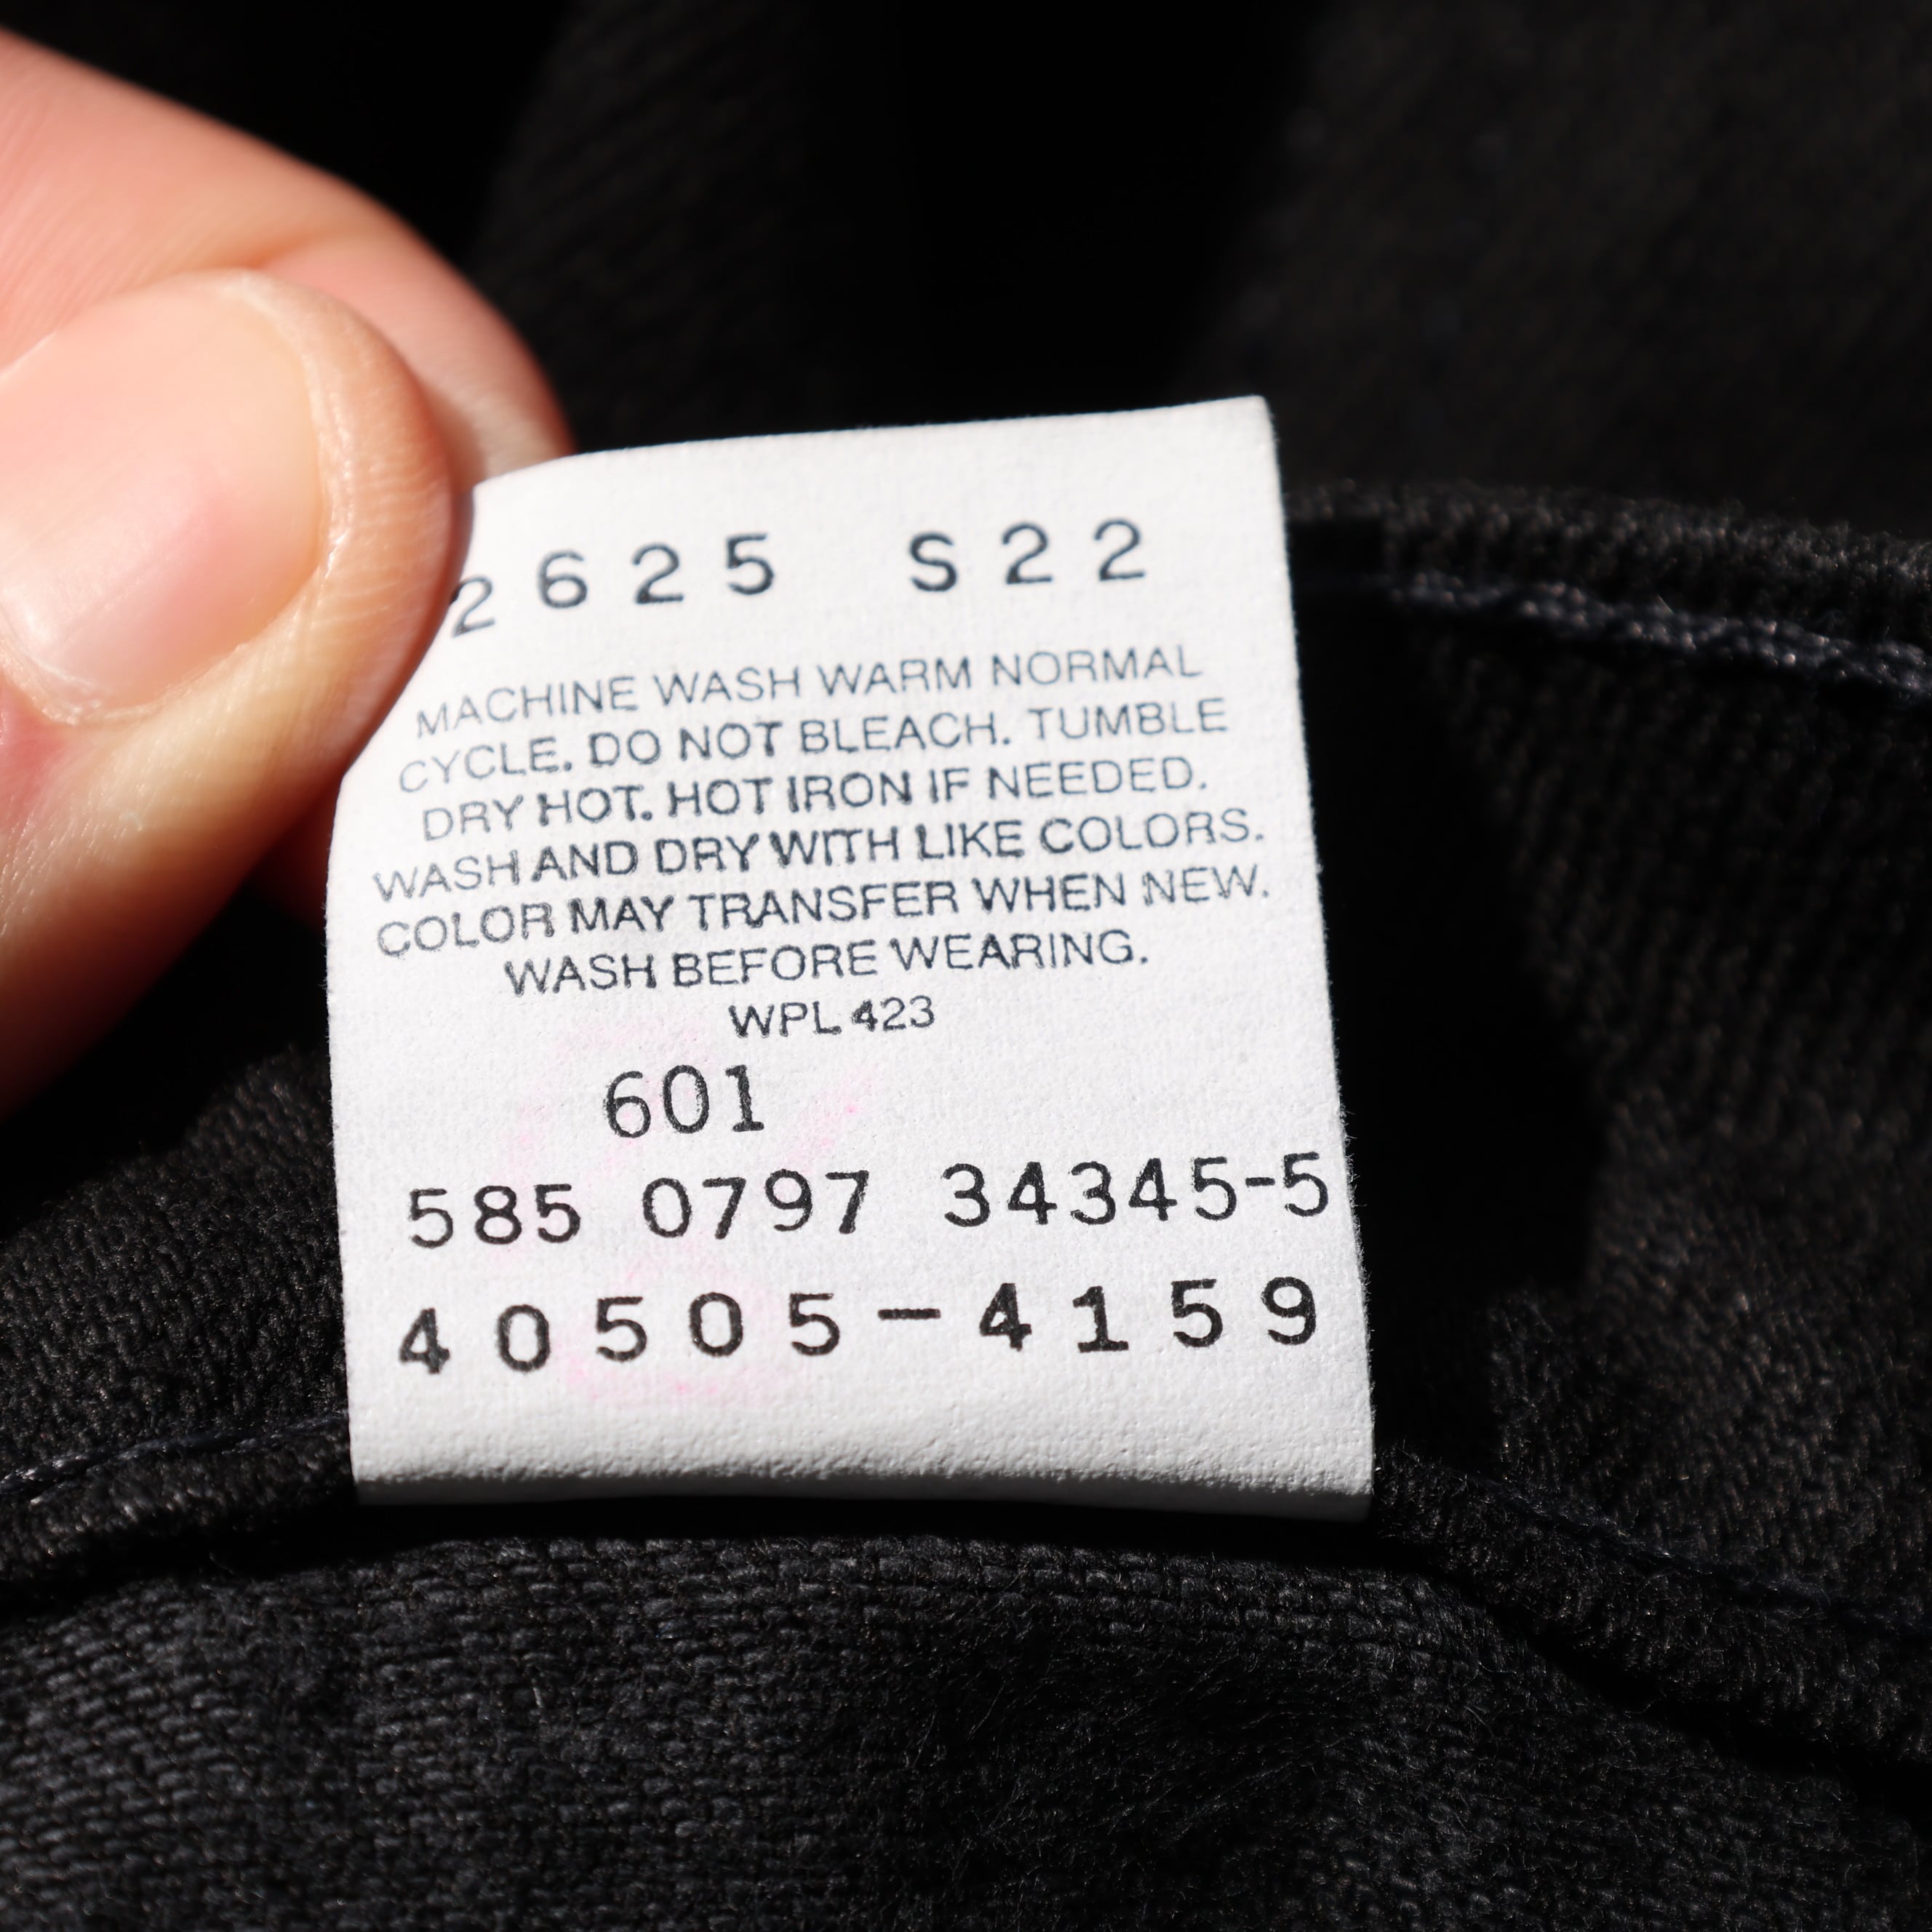 2625 S22
MACHINE WASH WARM NORMAL
CYCLE. DO NOT BLEACH. TUMBLE
DRY HOT. HOT IRON IF NEEDED.
WASH AND DRY WITH LIKE COLORS.
COLOR MAY TRANSFER WHEN NEW.
WASH BEFORE WEARING.
WPL 423
601
585 0797 34345-5
40505-4159